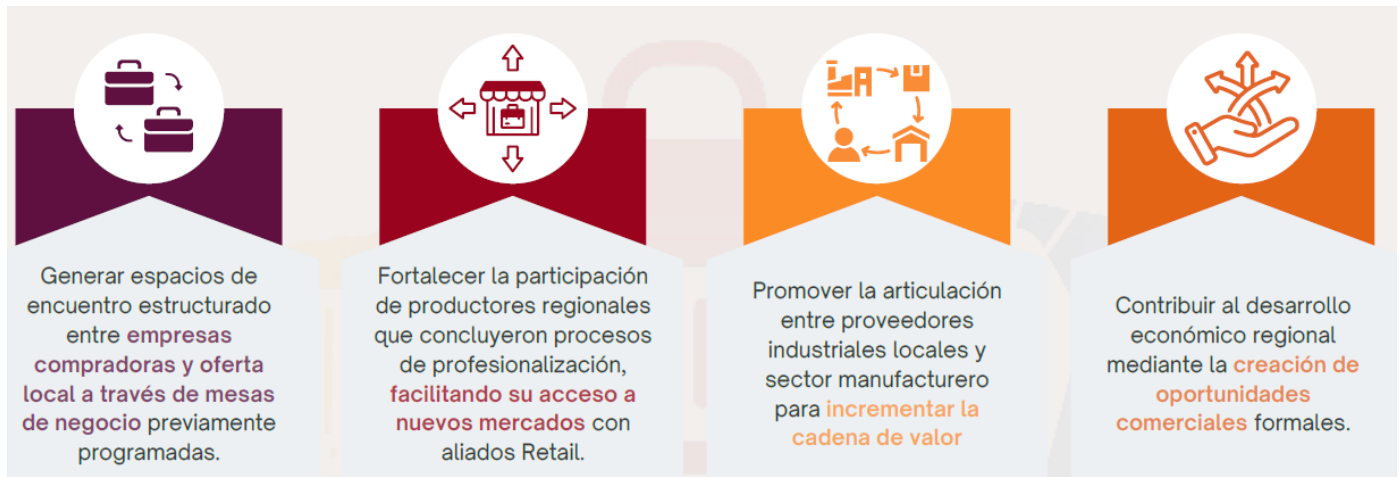 Generar espacios de
encuentro estructurado
entre empresas
compradoras y oferta
local a través de mesas
de negocio previamente
programadas.
Fortalecer la participación
de productores regionales
que concluyeron procesos
de profesionalización,
facilitando su acceso a
nuevos mercados con
aliados Retail.
Promover la articulación
entre proveedores
industriales locales y
sector manufacturero
para incrementar la
cadena de valor
Contribuir al desarrollo
económico regional
mediante la creación de
oportunidades
comerciales formales.